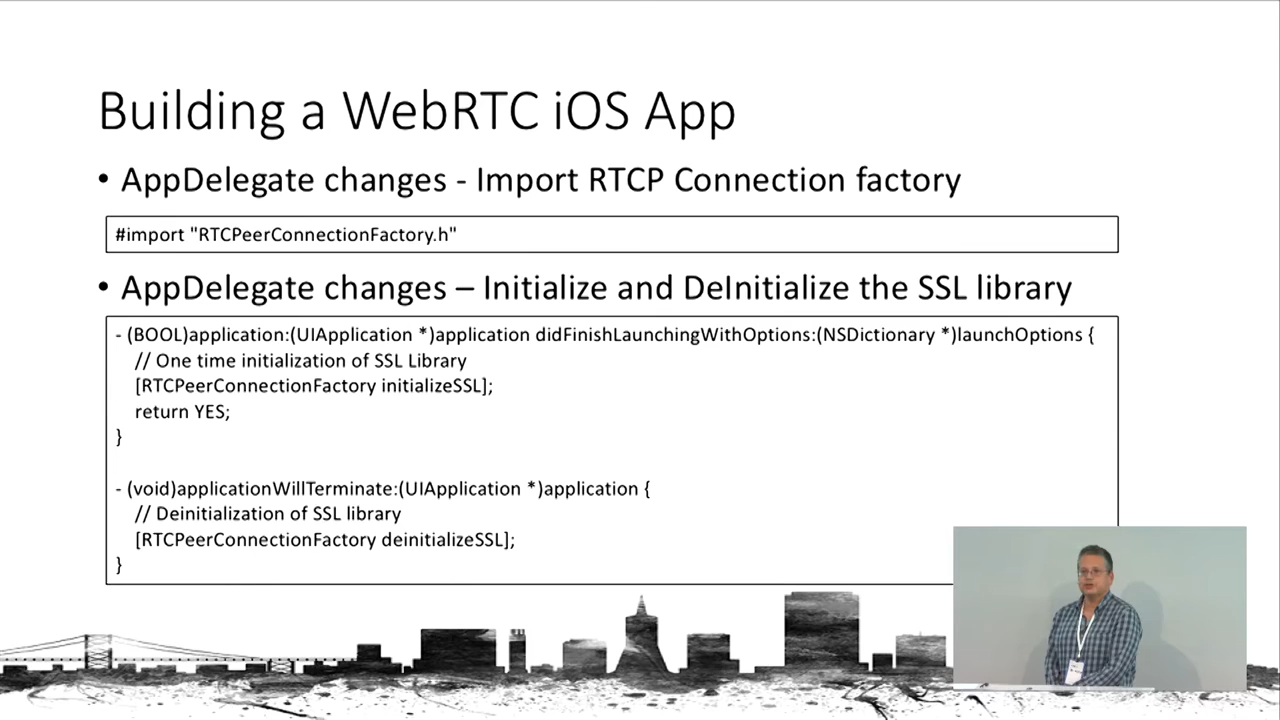 Building a WebRTC iOS App
• AppDelegate changes - Import RTCP Connection factory
#import "RTCPeerConnectionFactory.h"
• AppDelegate changes – Initialize and DeInitialize the SSL library
- (BOOL)application:(UIApplication *)application didFinishLaunchingWithOptions:(NSDictionary *)launchOptions {
// One time initialization of SSL Library
[RTCPeerConnectionFactory initializeSSL];
return YES;
}
- (void)applicationWillTerminate:(UIApplication *)application {
// Deinitialization of SSL library
[RTCPeerConnectionFactory deinitializeSSL];
}